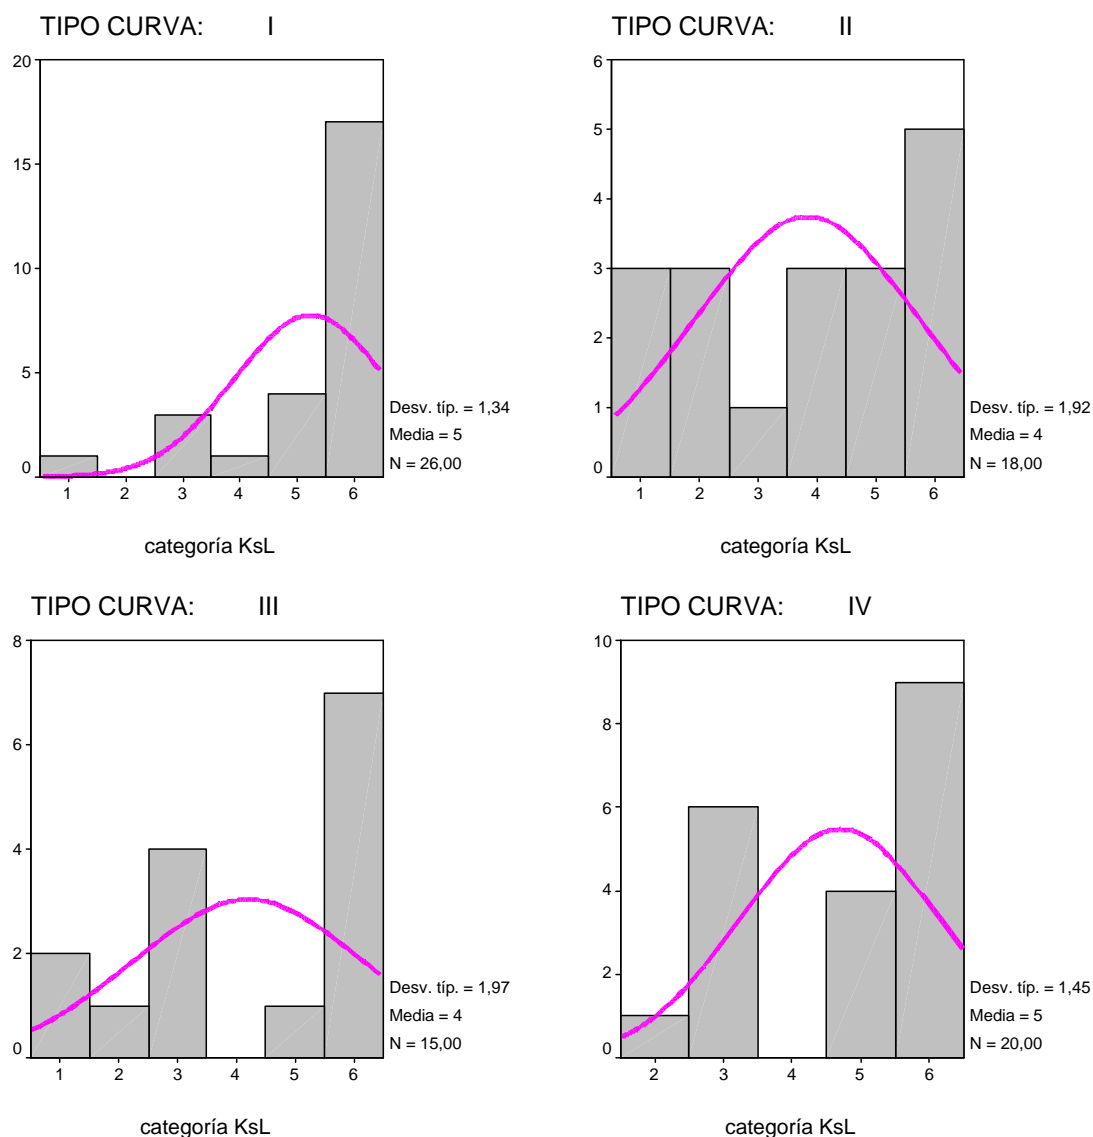 TIPO CURVA: I
20
15
10
5
0
1 2 3 4 5 6
categoría KsL
Desv. típ. = 1,34
Media = 5
N = 26,00
TIPO CURVA: II
6
5
4
3
2
1
0
1 2 3 4 5 6
categoría KsL
Desv. típ. = 1,92
Media = 4
N = 18,00
TIPO CURVA: III
8
6
4
2
0
1 2 3 4 5 6
categoría KsL
Desv. típ. = 1,97
Media = 4
N = 15,00
TIPO CURVA: IV
10
8
6
4
2
0
2 3 4 5 6
categoría KsL
Desv. típ. = 1,45
Media = 5
N = 20,00